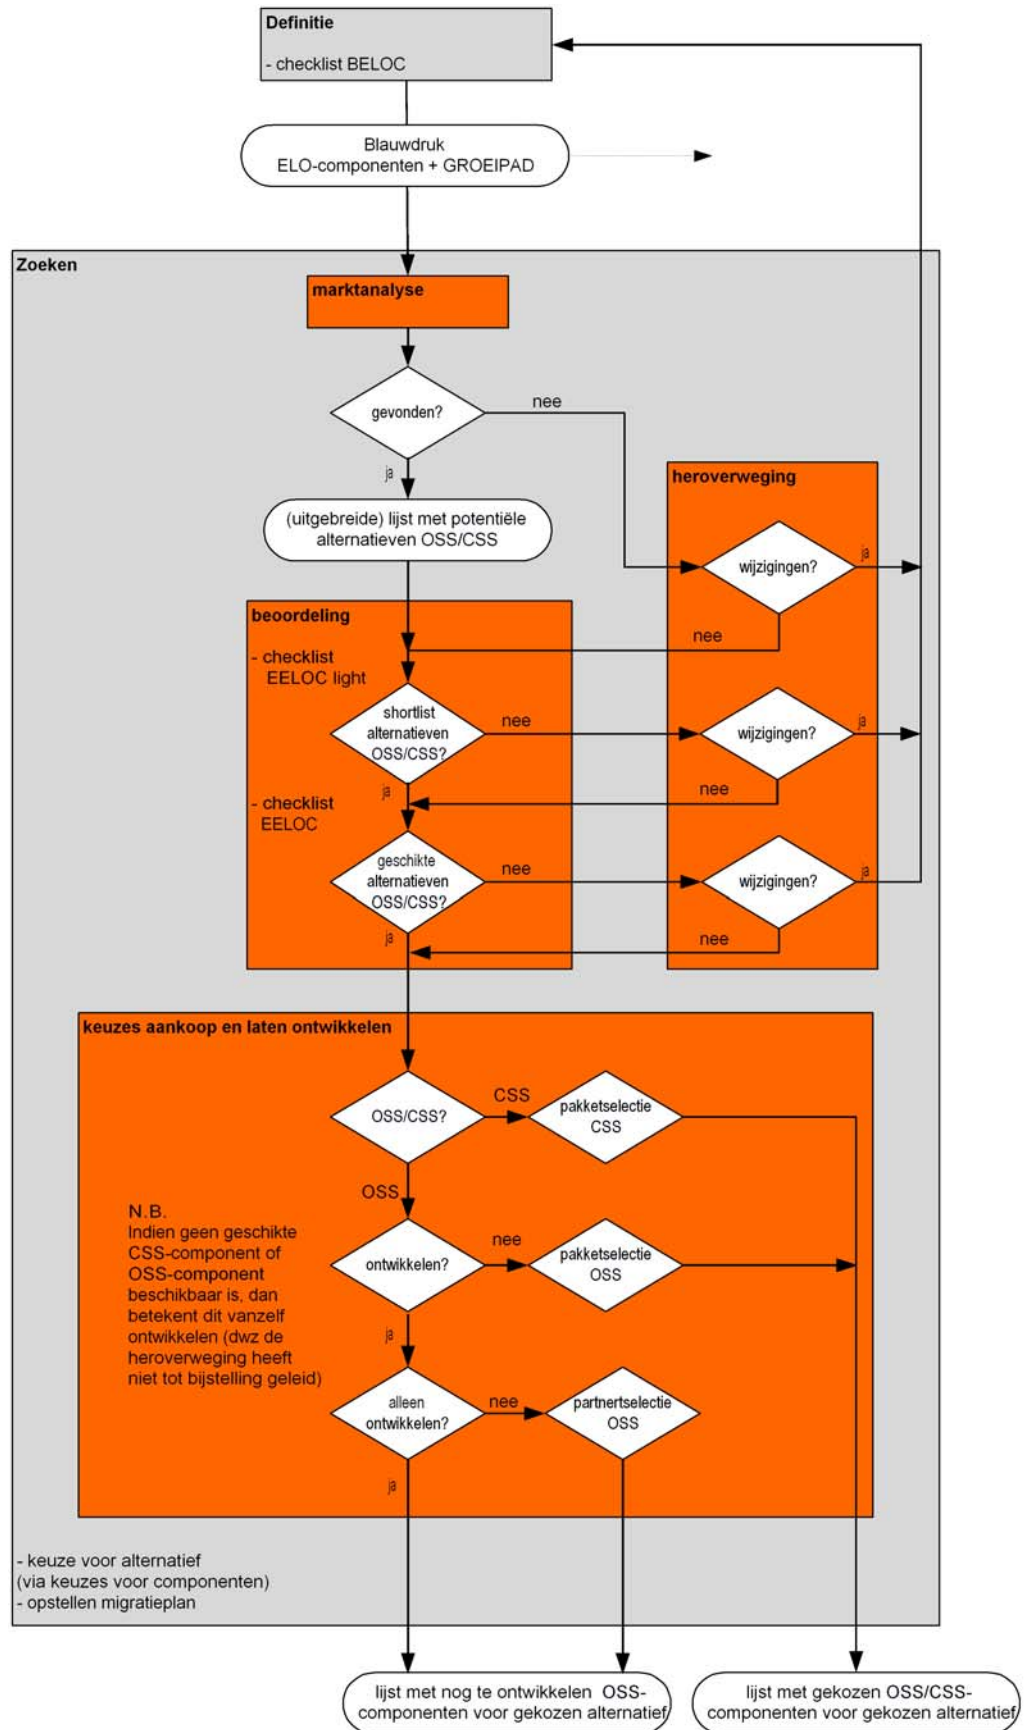 Definitie
- checklist BELOC
Blauwdruk
ELO-componenten + GROEIPAD
Zoeken
marktanalyse
gevonden?
nee
ja
(uitgebreide) lijst met potentiële
alternatieven OSS/CSS
heroverweging
wijzigingen?
ja
nee
beoordeling
- checklist
EELOC light
shortlist
alternatieven
OSS/CSS?
nee
wijzigingen?
ja
ja
nee
- checklist
EELOC
geschikte
alternatieven
OSS/CSS?
nee
wijzigingen?
ja
ja
nee
keuzes aankoop en laten ontwikkelen
OSS/CSS?
CSS
pakketselectie
CSS
OSS
N.B.
Indien geen geschikte
CSS-component of
OSS-component
beschikbaar is, dan
betekent dit vanzelf
ontwikkelen (dwz de
heroverweging heeft
niet tot bijstelling geleid)
ontwikkelen?
nee
pakketselectie
OSS
ja
alleen
ontwikkelen?
nee
partnertselectie
OSS
ja
- keuze voor alternatief
(via keuzes voor componenten)
- opstellen migratieplan
lijst met nog te ontwikkelen OSS-
componenten voor gekozen alternatief
lijst met gekozen OSS/CSS-
componenten voor gekozen alternatief